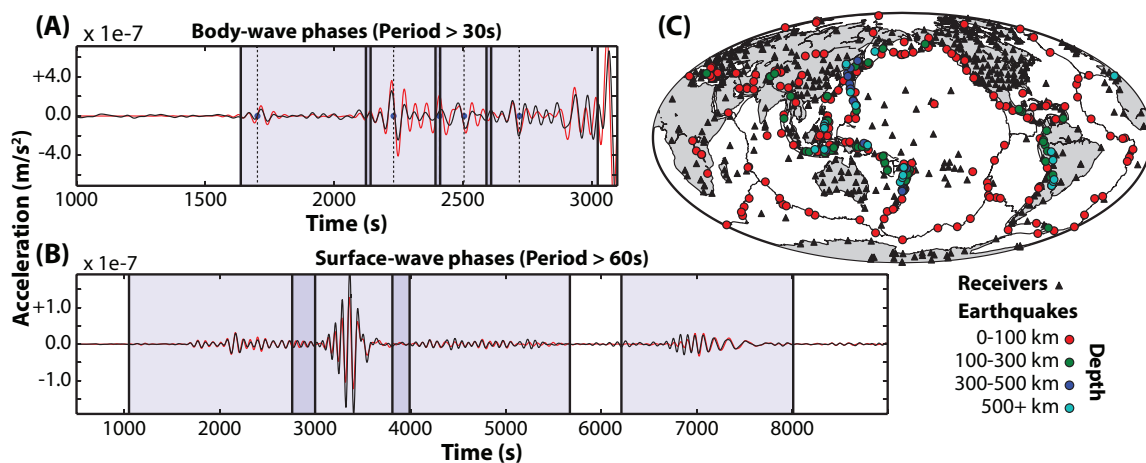 (A)
x 1e-7
Body-wave phases (Period > 30s)
+4.0
0.0
-4.0
1000 1500 2000 2500 3000
Time (s)
Acceleration (m/s²)
(B)
x 1e-7
Surface-wave phases (Period > 60s)
+1.0
0.0
-1.0
1000 2000 3000 4000 5000 6000 7000 8000
Time (s)
(C)
Receivers
Earthquakes
0-100 km
100-300 km
300-500 km
500+ km
Depth